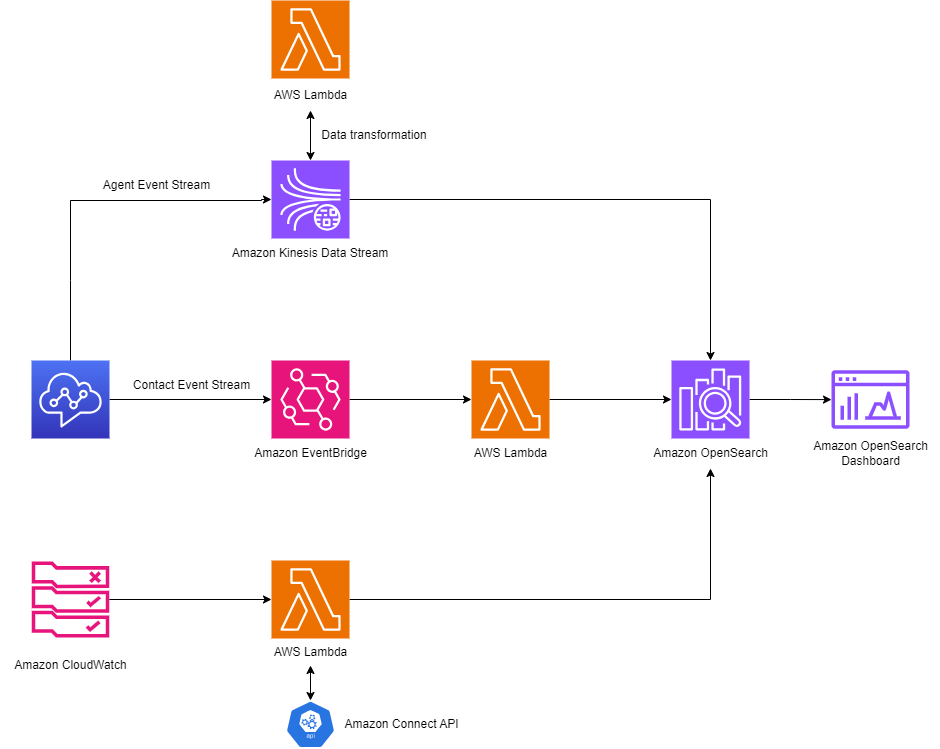 AWS Lambda
Data transformation
Agent Event Stream
Amazon Kinesis Data Stream
Contact Event Stream
Amazon EventBridge
AWS Lambda
Amazon OpenSearch
Amazon OpenSearch
Dashboard
Amazon CloudWatch
AWS Lambda
api
Amazon Connect API